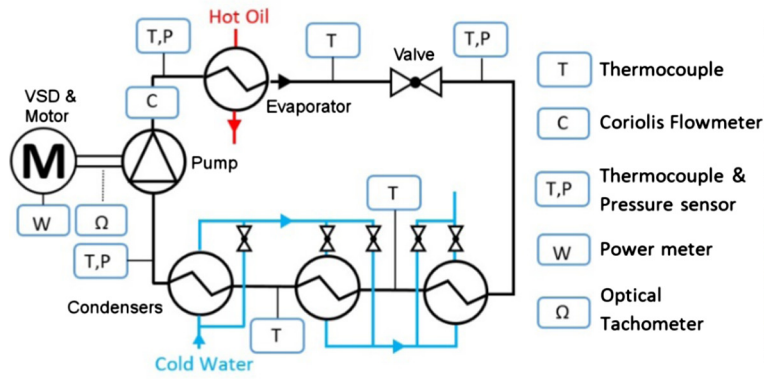 Hot Oil
T,P
T
Valve
T,P
C
Evaporator
VSD &
Motor
M
Pump
W
Ω
T,P
T
Condensers
T
Cold Water
T
Thermocouple
C
Coriolis Flowmeter
T,P
Thermocouple &
Pressure sensor
W
Power meter
Ω
Optical
Tachometer